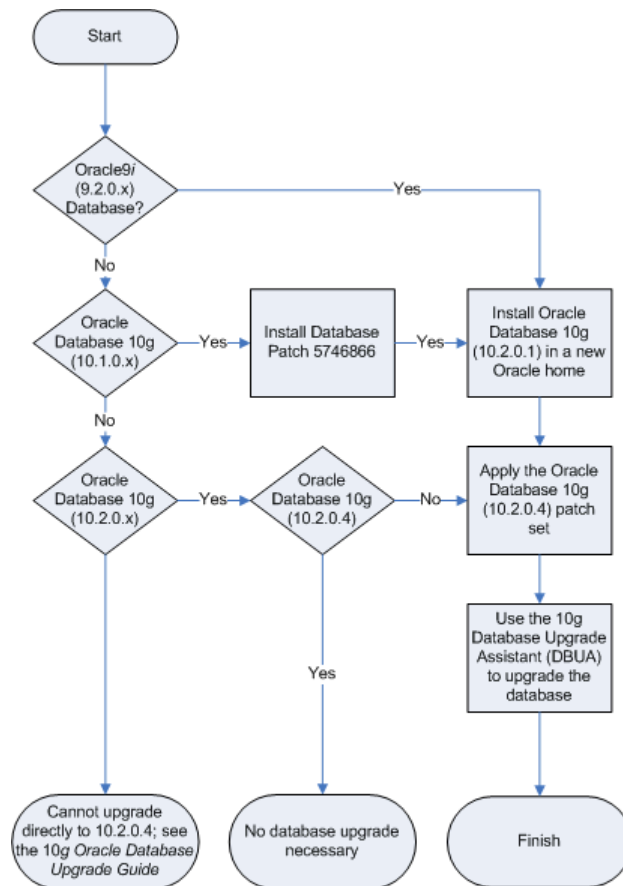 Start
Oracle9i
(9.2.0.x)
Database?
Yes
No
Oracle
Database 10g
(10.1.0.x)
Yes
Install Database
Patch 5746866
Yes
Install Oracle
Database 10g
(10.2.0.1) in a new
Oracle home
No
Oracle
Database 10g
(10.2.0.x)
Yes
Oracle
Database 10g
(10.2.0.4)
No
Apply the Oracle
Database 10g
(10.2.0.4) patch
set
Yes
Use the 10g
Database Upgrade
Assistant (DBUA)
to upgrade the
database
Cannot upgrade
directly to 10.2.0.4; see
the 10g Oracle Database
Upgrade Guide
No database upgrade
necessary
Finish